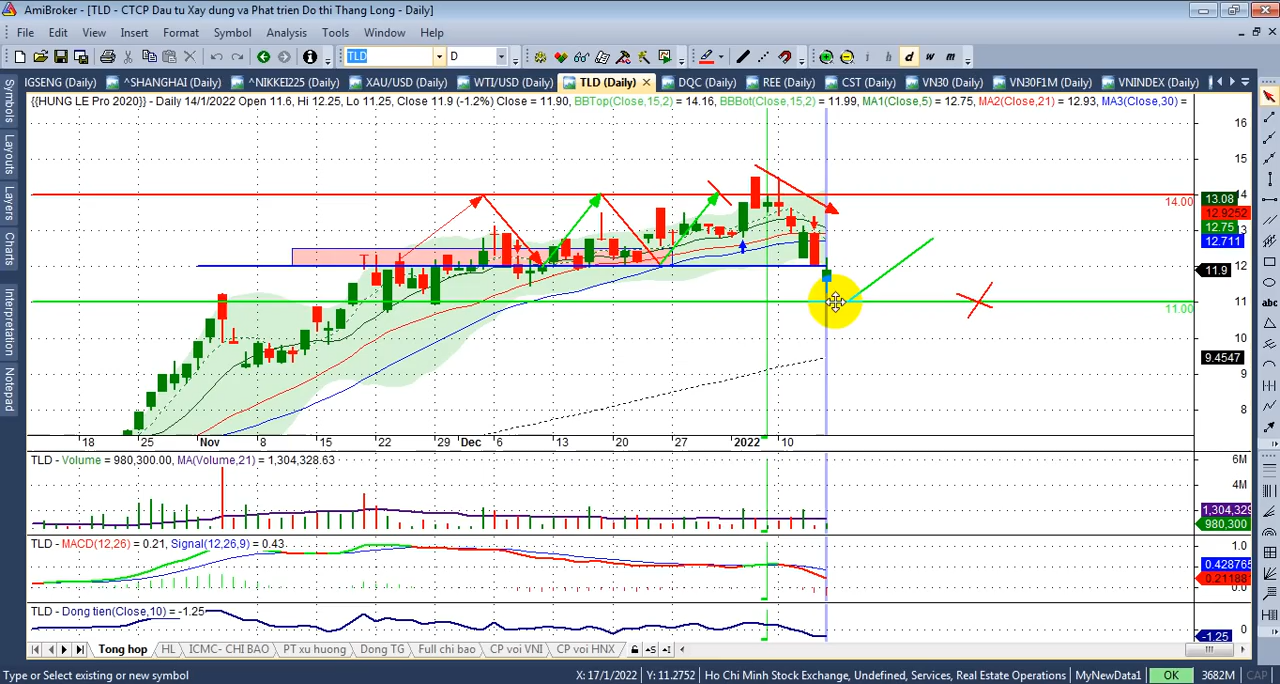 AmiBroker - [TLD - CTCP Dau tu Xay dung va Phat trien Do thi Thang Long - Daily]
File Edit View Insert Format Symbol Analysis Tools Window Help
TLD D i h d w m
IGSENG (Daily) ^SHANGHAI (Daily) ^NIKKEI225 (Daily) XAU/USD (Daily) WTI/USD (Daily) TLD (Daily) DQC (Daily) REE (Daily) CST (Daily) VN30 (Daily) VN30F1M (Daily) VNINDEX (Daily)
{{HUNG LE Pro 2020}} - Daily 14/1/2022 Open 11.6, Hi 12.25, Lo 11.25, Close 11.9 (-1.2%) Close = 11.90, BBTop(Close,15,2) = 14.16, BBBot(Close,15,2) = 11.99, MA1(Close,5) = 12.75, MA2(Close,21) = 12.93, MA3(Close,30) =
Symbols
Layouts
Layers
Charts
Interpretation
Notepad
abc
16
15
14
13
12
11
10
9
8
14.00
11.00
13.08
12.9252
12.75
12.711
11.9
9.4547
18 25 Nov 8 15 22 29 Dec 6 13 20 27 2022 10
TLD - Volume = 980,300.00, MA(Volume,21) = 1,304,328.63
6M
4M
1,304,329
980,300
TLD - MACD(12,26) = 0.21, Signal(12,26,9) = 0.43
1.0
0.428765
0.21188
0.0
TLD - Dong tien(Close,10) = -1.25
0
-1.25
Tong hop HL ICMC- CHI BAO PT xu huong Dong TG Full chi bao CP voi VNI CP voi HNX
Type or Select existing or new symbol X: 17/1/2022 Y: 11.2752 Ho Chi Minh Stock Exchange, Undefined, Services, Real Estate Operations MyNewData1 OK 3682M CAP